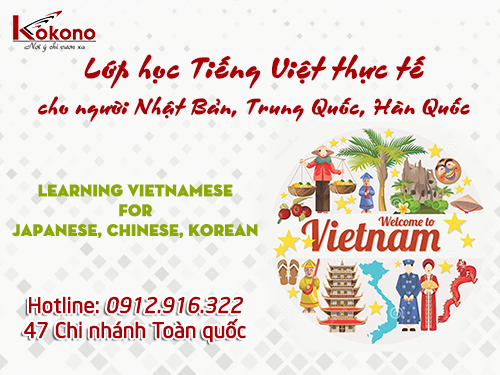 Kokono
Nơi ý chí vươn xa
Lớp học Tiếng Việt thực tế
cho người Nhật Bản, Trung Quốc, Hàn Quốc
LEARNING VIETNAMESE
FOR
JAPANESE, CHINESE, KOREAN
Welcome to
Vietnam
Hotline: 0912.916.322
47 Chi nhánh Toàn quốc